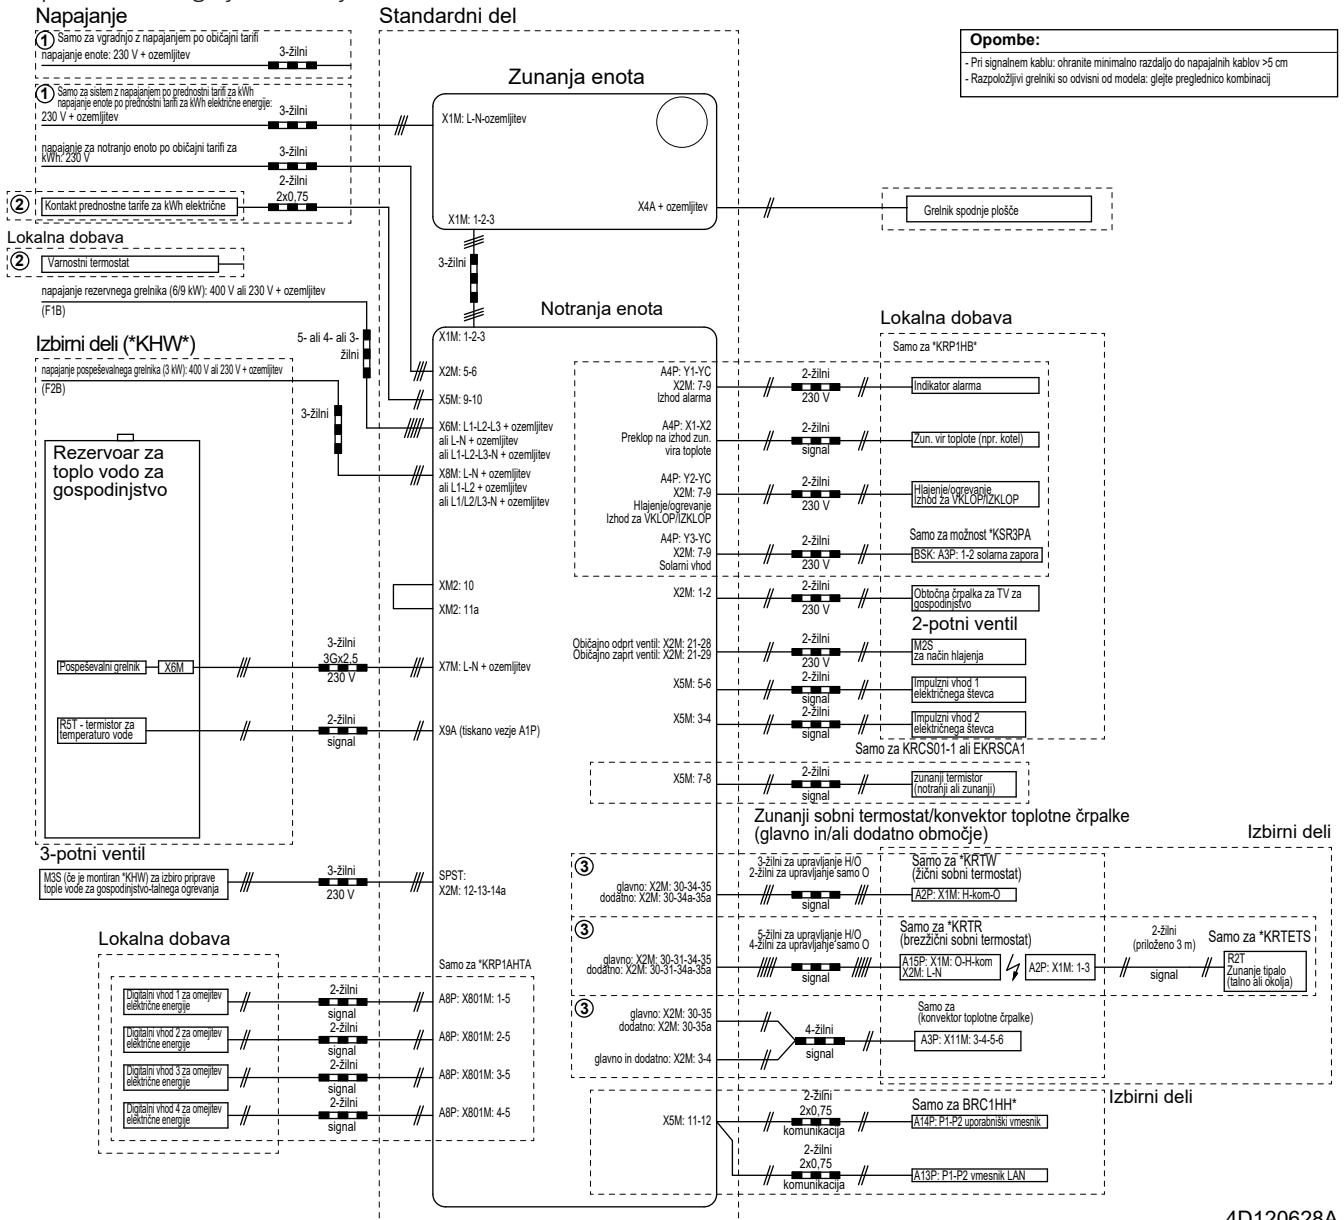 Napajanje
Standardni del
① Samo za vgradnjo z napajanjem po običajni tarifi
napajanje enote: 230 V + ozemljitev
3-žilni
① Samo za sistem z napajanjem po prednostni tarifi za kWh
napajanje enote po prednostni tarifi za kWh električne energije:
230 V + ozemljitev
3-žilni
napajanje za notranjo enoto po običajni tarifi za
kWh: 230 V
3-žilni
2-žilni
2x0,75
② Kontakt prednostne tarife za kWh električne
Lokalna dobava
② Varnostni termostat
napajanje rezervnega grelnika (6/9 kW): 400 V ali 230 V + ozemljitev
(F1B)
5- ali 4- ali 3-
žilni
Izbirni deli (*KHW*)
napajanje pospeševalnega grelnika (3 kW): 400 V ali 230 V + ozemljitev
(F2B)
3-žilni
Rezervoar za
toplo vodo za
gospodinjstvo
Pospeševalni grelnik
X6M
3-žilni
3Gx2,5
230 V
R5T - termistor za
temperaturo vode
2-žilni
signal
3-potni ventil
M3S (če je montiran *KHW) za izbiro priprave
tople vode za gospodinjstvo-talnega ogrevanja
3-žilni
230 V
Lokalna dobava
Digitalni vhod 1 za omejitev
električne energije
2-žilni
signal
Digitalni vhod 2 za omejitev
električne energije
2-žilni
signal
Digitalni vhod 3 za omejitev
električne energije
2-žilni
signal
Digitalni vhod 4 za omejitev
električne energije
2-žilni
signal
Zunanja enota
X1M: L-N-ozemljitev
X4A + ozemljitev
X1M: 1-2-3
3-žilni
Grelnik spodnje plošče
Opombe:
- Pri signalnem kablu: ohranite minimalno razdaljo do napajalnih kablov >5 cm
- Razpoložljivi grelniki so odvisni od modela: glejte preglednico kombinacij
Notranja enota
X1M: 1-2-3
X2M: 5-6
X5M: 9-10
X6M: L1-L2-L3 + ozemljitev
ali L-N + ozemljitev
ali L1-L2-L3-N + ozemljitev
X8M: L-N + ozemljitev
ali L1-L2 + ozemljitev
ali L1/L2/L3-N + ozemljitev
XM2: 10
XM2: 11a
X7M: L-N + ozemljitev
X9A (tiskano vezje A1P)
SPST:
X2M: 12-13-14a
Samo za *KRP1AHTA
A8P: X801M: 1-5
A8P: X801M: 2-5
A8P: X801M: 3-5
A8P: X801M: 4-5
Lokalna dobava
Samo za *KRP1HB*
A4P: Y1-YC
X2M: 7-9
Izhod alarma
2-žilni
230 V
Indikator alarma
A4P: X1-X2
Preklop na izhod zun.
vira toplote
2-žilni
signal
Zun. vir toplote (npr. kotel)
A4P: Y2-YC
X2M: 7-9
Hlajenje/ogrevanje
Izhod za VKLOP/IZKLOP
2-žilni
230 V
Hlajenje/ogrevanje
Izhod za VKLOP/IZKLOP
A4P: Y3-YC
X2M: 7-9
Solarni vhod
2-žilni
230 V
Samo za možnost *KSR3PA
BSK: A3P: 1-2 solarna zapora
X2M: 1-2
2-žilni
230 V
Obtočna črpalka za TV za
gospodinjstvo
2-potni ventil
Običajno odprt ventil: X2M: 21-28
Običajno zaprt ventil: X2M: 21-29
2-žilni
230 V
M2S
za način hlajenja
X5M: 5-6
2-žilni
signal
Impulzni vhod 1
električnega števca
X5M: 3-4
2-žilni
signal
Impulzni vhod 2
električnega števca
Samo za KRCS01-1 ali EKRSCA1
X5M: 7-8
2-žilni
signal
zunanji termistor
(notranji ali zunanji)
Zunanji sobni termostat/konvektor toplotne črpalke
(glavno in/ali dodatno območje)
Izbirni deli
③
glavno: X2M: 30-34-35
dodatno: X2M: 30-34a-35a
3-žilni za upravljanje H/O
2-žilni za upravljanje samo O
signal
Samo za *KRTW
(žični sobni termostat)
A2P: X1M: H-kom-O
③
glavno: X2M: 30-31-34-35
dodatno: X2M: 30-31-34a-35a
5-žilni za upravljanje H/O
4-žilni za upravljanje samo O
signal
Samo za *KRTR
(brezžični sobni termostat)
A15P: X1M: O-H-kom
X2M: L-N
A2P: X1M: 1-3
2-žilni
(priloženo 3 m)
signal
Samo za *KRTETS
R2T
Zunanje tipalo
(talno ali okolja)
③
glavno: X2M: 30-35
dodatno: X2M: 30-35a
glavno in dodatno: X2M: 3-4
4-žilni
signal
Samo za
(konvektor toplotne črpalke)
A3P: X11M: 3-4-5-6
Izbirni deli
X5M: 11-12
2-žilni
2x0,75
komunikacija
Samo za BRC1HH*
A14P: P1-P2 uporabniški vmesnik
2-žilni
2x0,75
komunikacija
A13P: P1-P2 vmesnik LAN
4D120628A